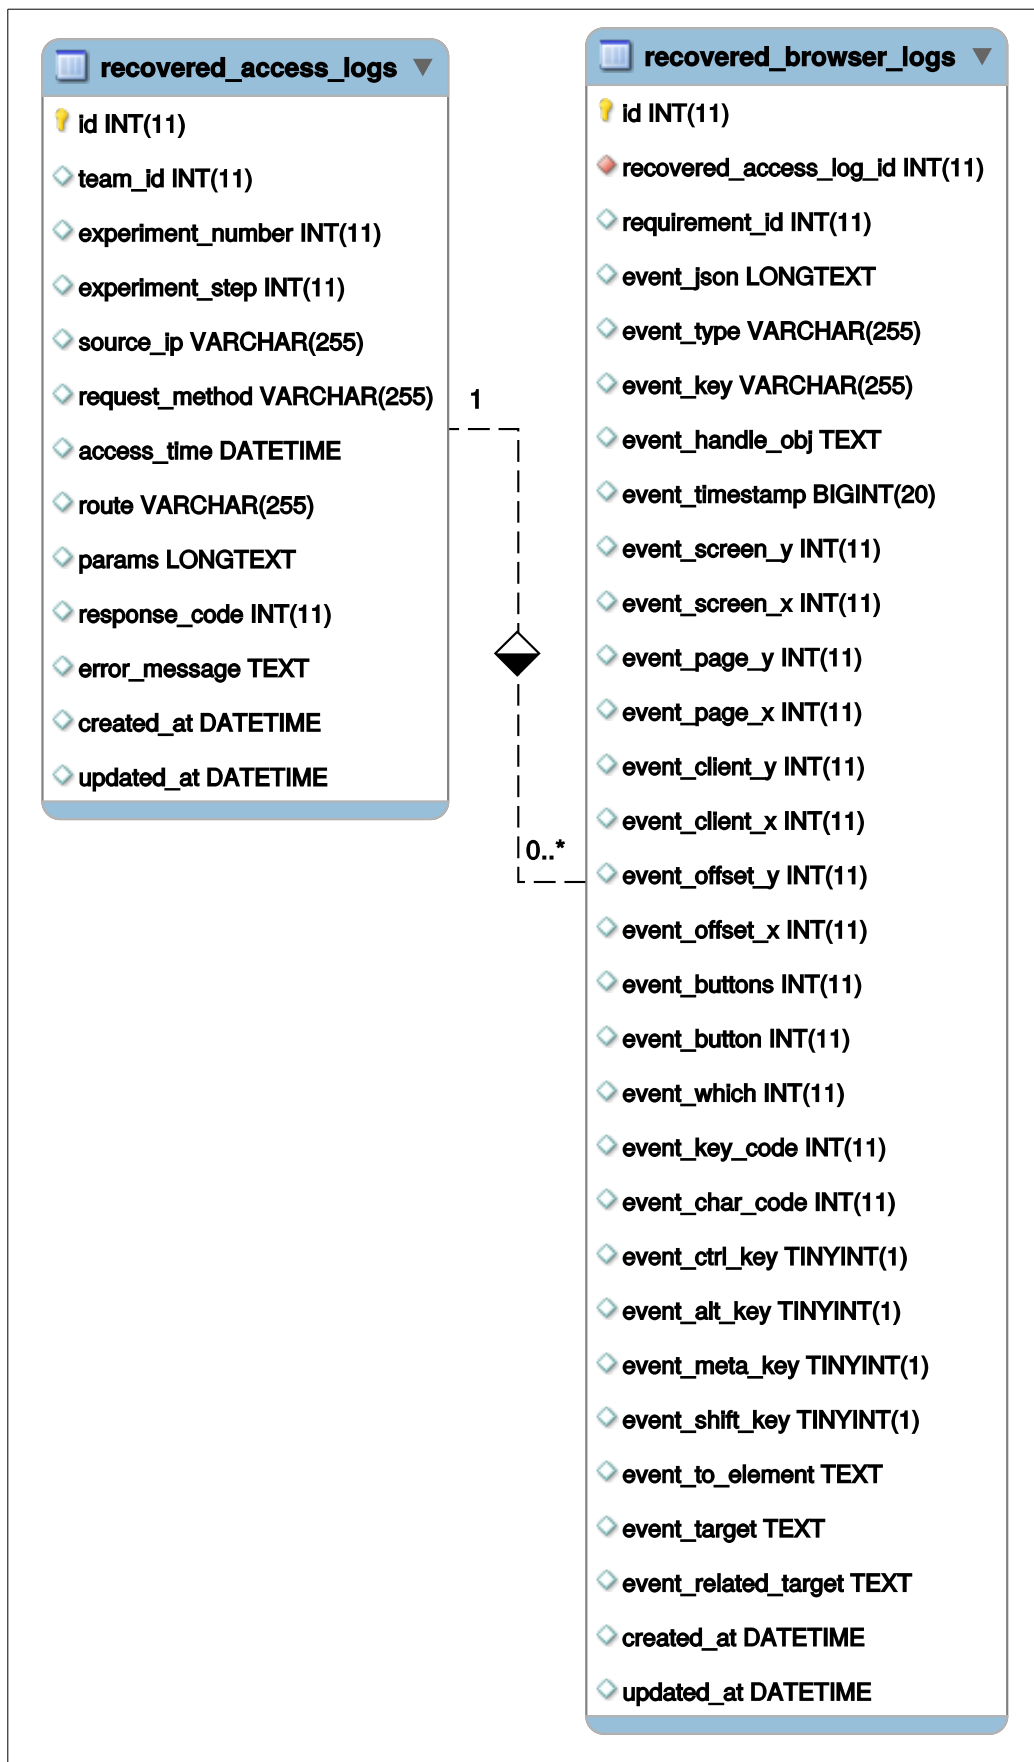 recovered_access_logs
id INT(11)
team_id INT(11)
experiment_number INT(11)
experiment_step INT(11)
source_ip VARCHAR(255)
request_method VARCHAR(255)
access_time DATETIME
route VARCHAR(255)
params LONGTEXT
response_code INT(11)
error_message TEXT
created_at DATETIME
updated_at DATETIME
1
0..*
recovered_browser_logs
id INT(11)
recovered_access_log_id INT(11)
requirement_id INT(11)
event_json LONGTEXT
event_type VARCHAR(255)
event_key VARCHAR(255)
event_handle_obj TEXT
event_timestamp BIGINT(20)
event_screen_y INT(11)
event_screen_x INT(11)
event_page_y INT(11)
event_page_x INT(11)
event_client_y INT(11)
event_client_x INT(11)
event_offset_y INT(11)
event_offset_x INT(11)
event_buttons INT(11)
event_button INT(11)
event_which INT(11)
event_key_code INT(11)
event_char_code INT(11)
event_ctrl_key TINYINT(1)
event_alt_key TINYINT(1)
event_meta_key TINYINT(1)
event_shift_key TINYINT(1)
event_to_element TEXT
event_target TEXT
event_related_target TEXT
created_at DATETIME
updated_at DATETIME